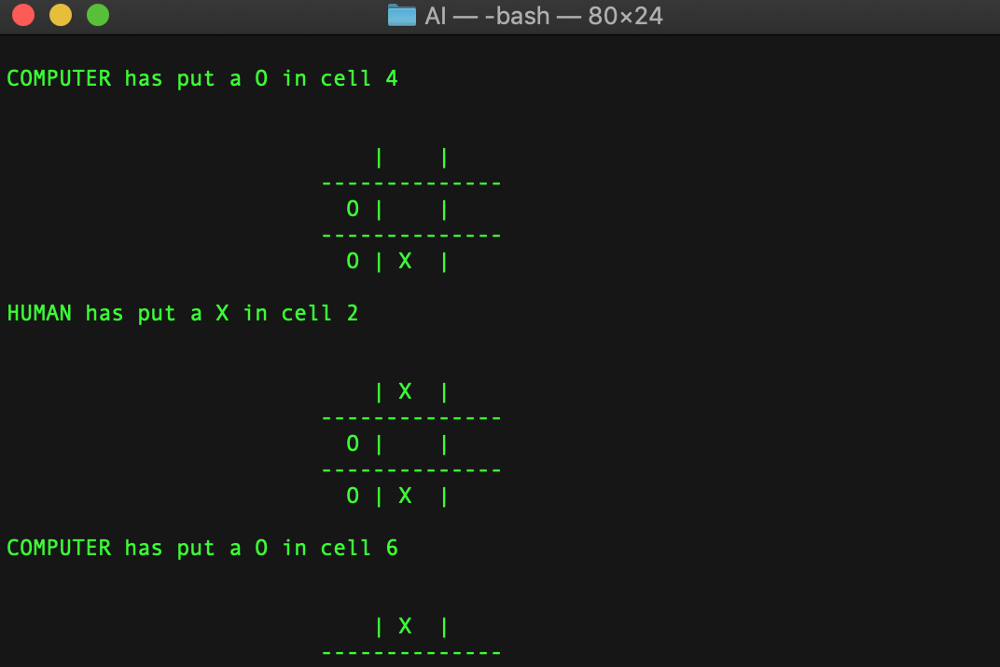 AI — -bash — 80×24
COMPUTER has put a O in cell 4
     |    |
--------------
  O |    |
--------------
  O | X  |
HUMAN has put a X in cell 2
    | X  |
--------------
  O |    |
--------------
  O | X  |
COMPUTER has put a O in cell 6
    | X  |
--------------